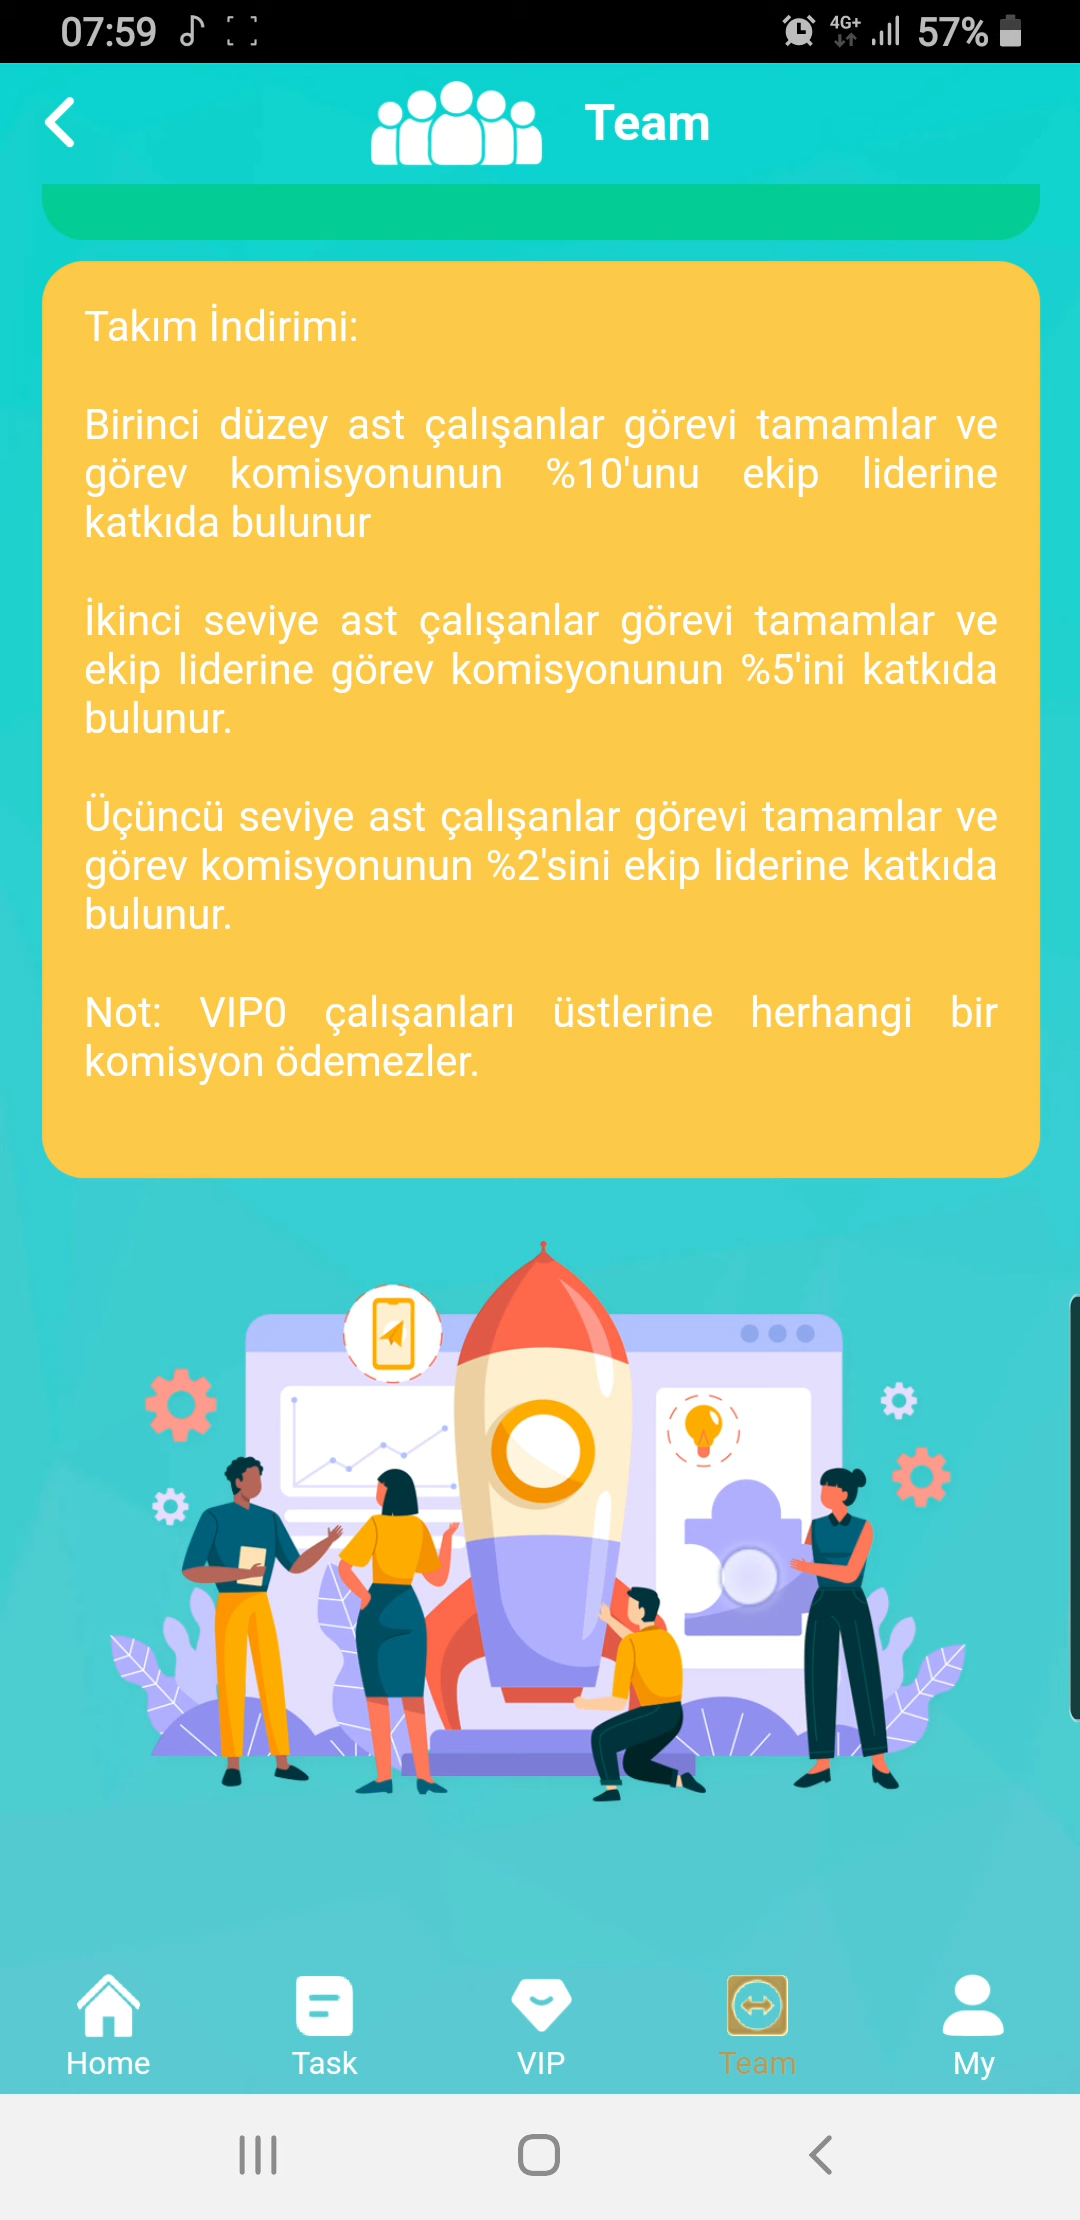 07:59
4G+
57%
Team
Takım İndirimi:
Birinci düzey ast çalışanlar görevi tamamlar ve
görev komisyonunun %10'unu ekip liderine
katkıda bulunur
İkinci seviye ast çalışanlar görevi tamamlar ve
ekip liderine görev komisyonunun %5'ini katkıda
bulunur.
Üçüncü seviye ast çalışanlar görevi tamamlar ve
görev komisyonunun %2'sini ekip liderine katkıda
bulunur.
Not: VIP0 çalışanları üstlerine herhangi bir
komisyon ödemezler.
Home
Task
VIP
Team
My